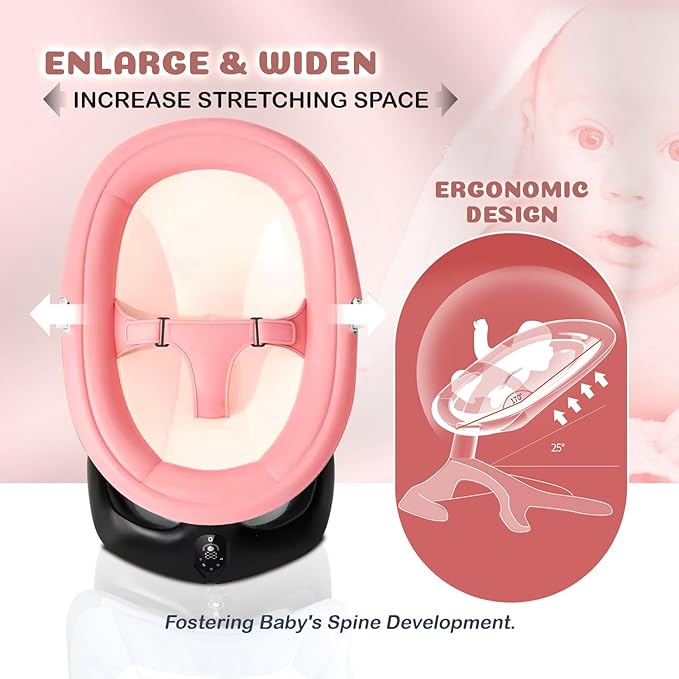 ENLARGE & WIDEN
INCREASE STRETCHING SPACE
ERGONOMIC
DESIGN
170°
25°
Fostering Baby's Spine Development.